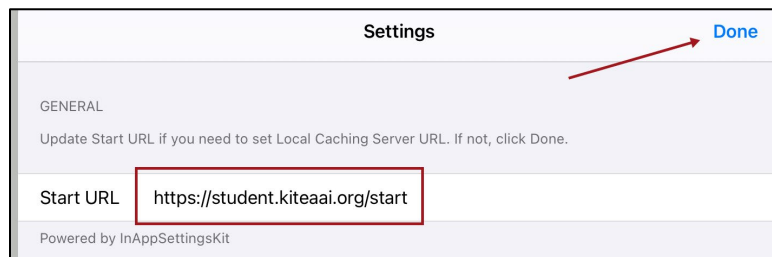 Settings
Done
GENERAL
Update Start URL if you need to set Local Caching Server URL. If not, click Done.
Start URL https://student.kiteaai.org/start
Powered by InAppSettingsKit